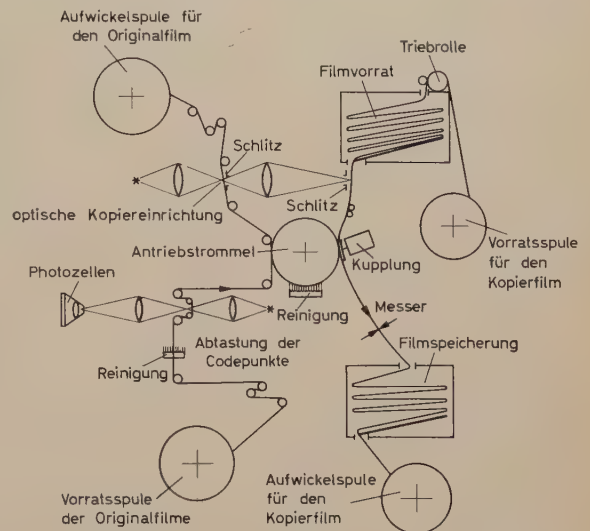 Aufwickelspule für
den Originalfilm
Triebrolle
Filmvorrat
Schlitz
optische Kopiereinrichtung
Schlitz
Antriebstrommel
Vorratsspule
für den
Kopierfilm
Kupplung
Photozellen
Reinigung
Messer
Abtastung der
Codepunkte
Filmspeicherung
Reinigung
Vorratsspule
der Originalfilme
Aufwickelspule
für den
Kopierfilm